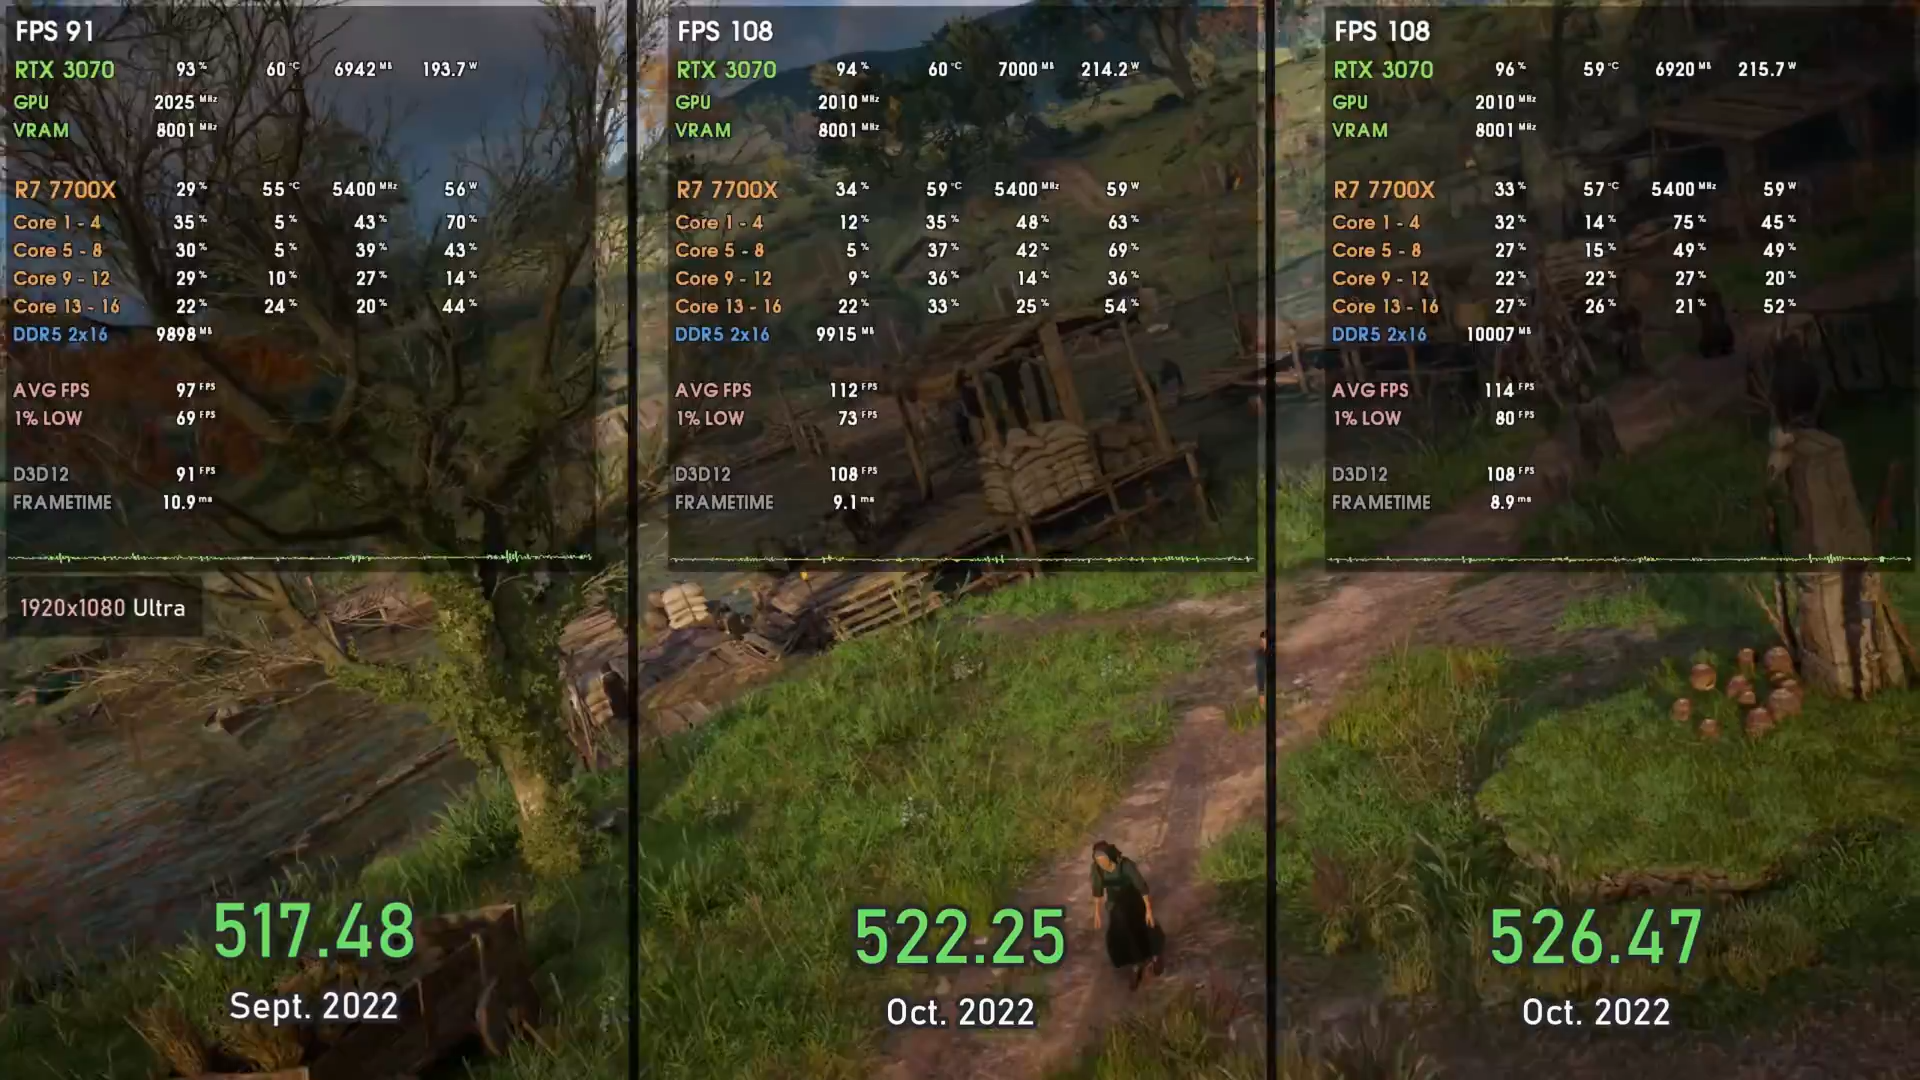 FPS 91
RTX 3070 93 % 60 °C 6942 MB 193.7 W
GPU 2025 MHz
VRAM 8001 MHz
R7 7700X 29 % 55 °C 5400 MHz 56 W
Core 1 - 4 35 % 5 % 43 % 70 %
Core 5 - 8 30 % 5 % 39 % 43 %
Core 9 - 12 29 % 10 % 27 % 14 %
Core 13 - 16 22 % 24 % 20 % 44 %
DDR5 2x16 9898 MB
AVG FPS 97 FPS
1% LOW 69 FPS
D3D12 91 FPS
FRAMETIME 10.9 ms
1920x1080 Ultra
517.48
Sept. 2022
FPS 108
RTX 3070 94 % 60 °C 7000 MB 214.2 W
GPU 2010 MHz
VRAM 8001 MHz
R7 7700X 34 % 59 °C 5400 MHz 59 W
Core 1 - 4 12 % 35 % 48 % 63 %
Core 5 - 8 5 % 37 % 42 % 69 %
Core 9 - 12 9 % 36 % 14 % 36 %
Core 13 - 16 22 % 33 % 25 % 54 %
DDR5 2x16 9915 MB
AVG FPS 112 FPS
1% LOW 73 FPS
D3D12 108 FPS
FRAMETIME 9.1 ms
522.25
Oct. 2022
FPS 108
RTX 3070 96 % 59 °C 6920 MB 215.7 W
GPU 2010 MHz
VRAM 8001 MHz
R7 7700X 33 % 57 °C 5400 MHz 59 W
Core 1 - 4 32 % 14 % 75 % 45 %
Core 5 - 8 27 % 15 % 49 % 49 %
Core 9 - 12 22 % 22 % 27 % 20 %
Core 13 - 16 27 % 26 % 21 % 52 %
DDR5 2x16 10007 MB
AVG FPS 114 FPS
1% LOW 80 FPS
D3D12 108 FPS
FRAMETIME 8.9 ms
526.47
Oct. 2022